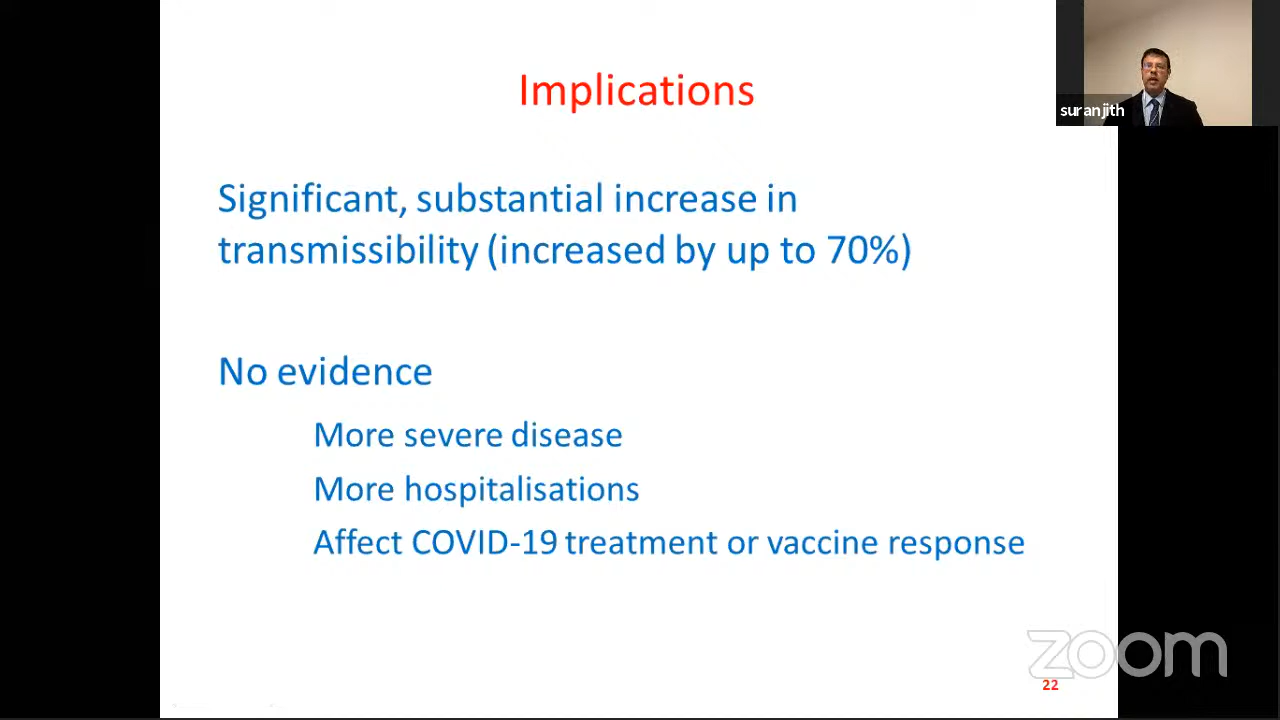 Implications
suranjith
Significant, substantial increase in
transmissibility (increased by up to 70%)
No evidence
More severe disease
More hospitalisations
Affect COVID-19 treatment or vaccine response
zoom
22